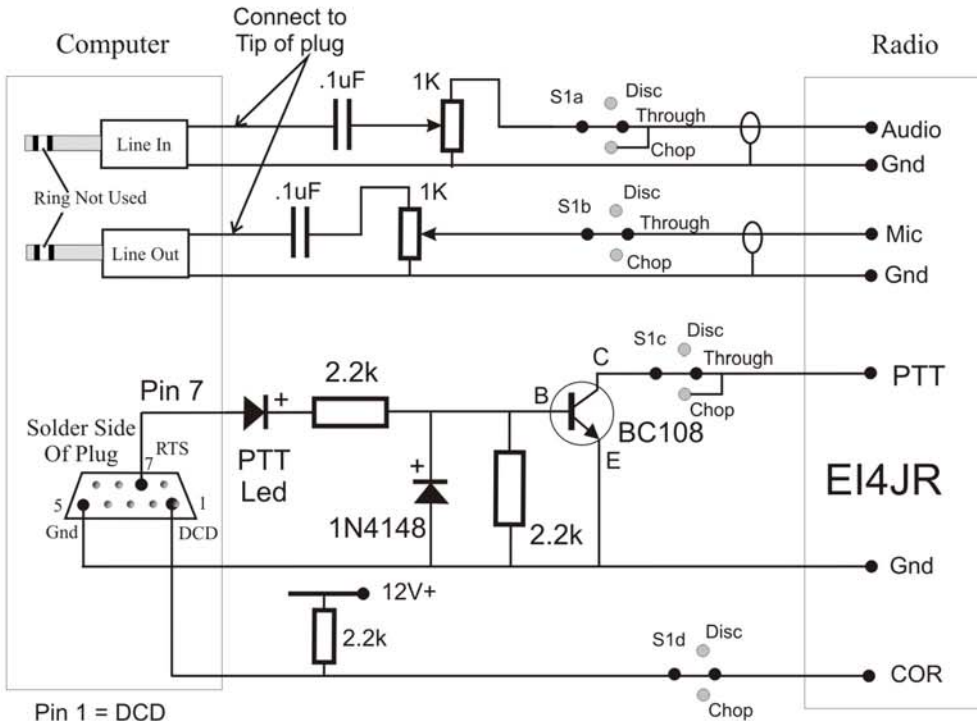 Computer
Connect to
Tip of plug
Radio
.1uF
1K
S1a
Disc
Through
Chop
Audio
Line In
Gnd
Ring Not Used
.1uF
1K
S1b
Disc
Through
Chop
Mic
Line Out
Gnd
Pin 7
2.2k
B
C
E
BC108
S1c
Disc
Through
Chop
PTT
Solder Side
Of Plug
7
RTS
+
PTT
Led
+
1N4148
2.2k
EI4JR
5
1
Gnd
DCD
Gnd
12V+
2.2k
S1d
Disc
Chop
COR
Pin 1 = DCD